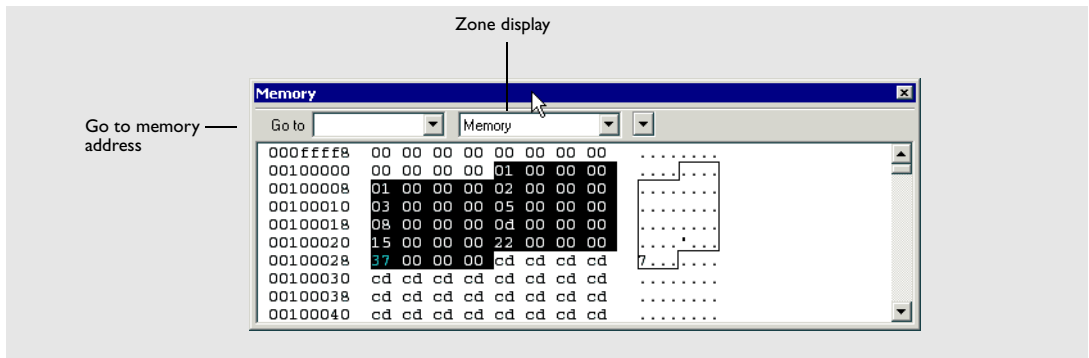 Zone display
Memory
Go to memory address
Go to Memory
000ffff8 00 00 00 00 00 00 00 00 ........
00100000 00 00 00 00 01 00 00 00 ........
00100008 01 00 00 00 02 00 00 00 ........
00100010 03 00 00 00 05 00 00 00 ........
00100018 08 00 00 00 0d 00 00 00 ........
00100020 15 00 00 00 22 00 00 00 ...."...
00100028 37 00 00 00 cd cd cd cd 7.......
00100030 cd cd cd cd cd cd cd cd ........
00100038 cd cd cd cd cd cd cd cd ........
00100040 cd cd cd cd cd cd cd cd ........